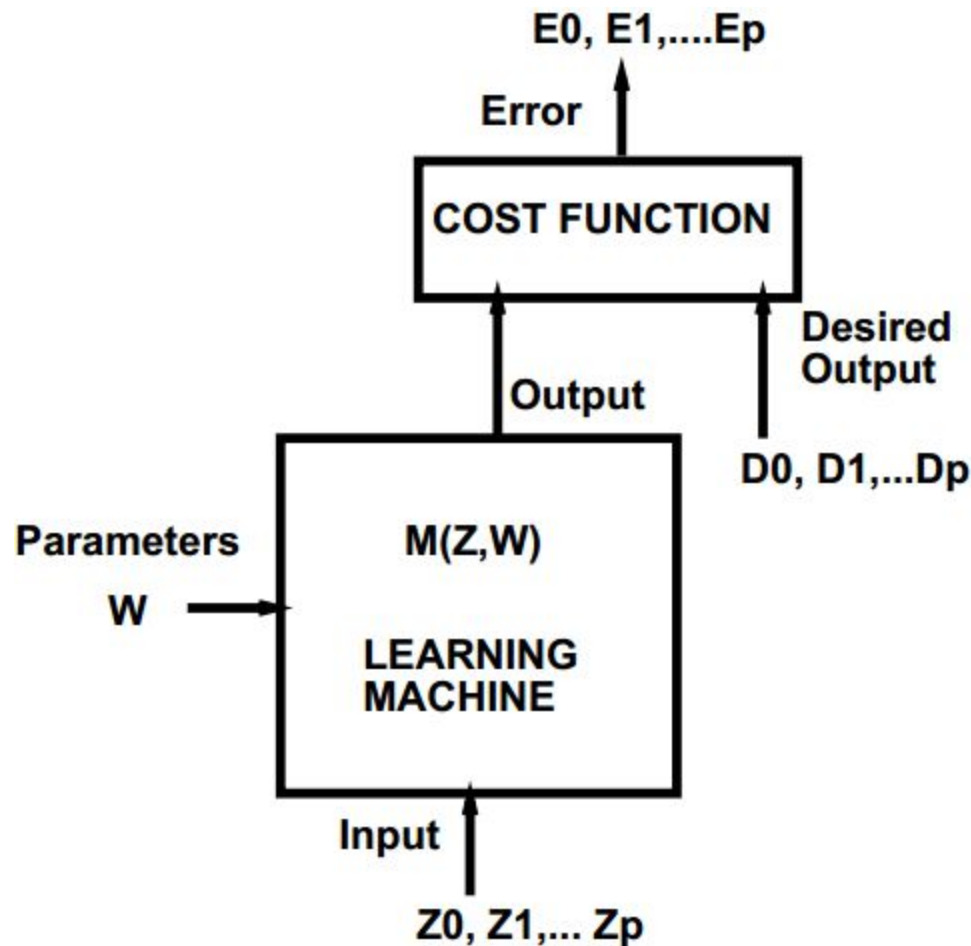 E0, E1,....Ep
Error
COST FUNCTION
Desired
Output
Output
D0, D1,...Dp
Parameters
M(Z,W)
W
LEARNING
MACHINE
Input
Z0, Z1,... Zp